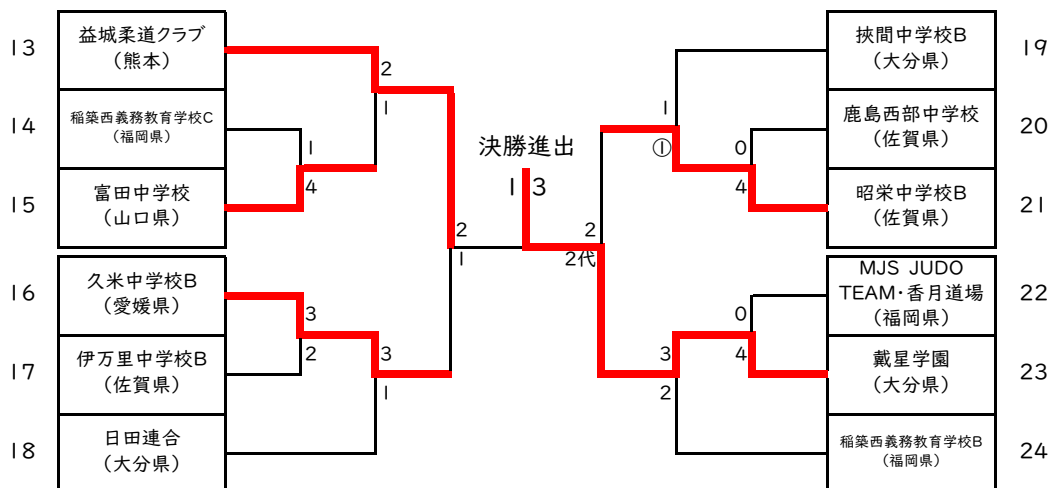 13
益城柔道クラブ
(熊本)
14
稲築西義務教育学校C
(福岡県)
15
富田中学校
(山口県)
16
久米中学校B
(愛媛県)
17
伊万里中学校B
(佐賀県)
18
日田連合
(大分県)
2
1
1
4
3
2
3
1
2
1
決勝進出
1 3
2
2代
1
①
0
4
0
4
3
2
挾間中学校B
(大分県)
19
鹿島西部中学校
(佐賀県)
20
昭栄中学校B
(佐賀県)
21
MJS JUDO
TEAM・香月道場
(福岡県)
22
戴星学園
(大分県)
23
稲築西義務教育学校B
(福岡県)
24